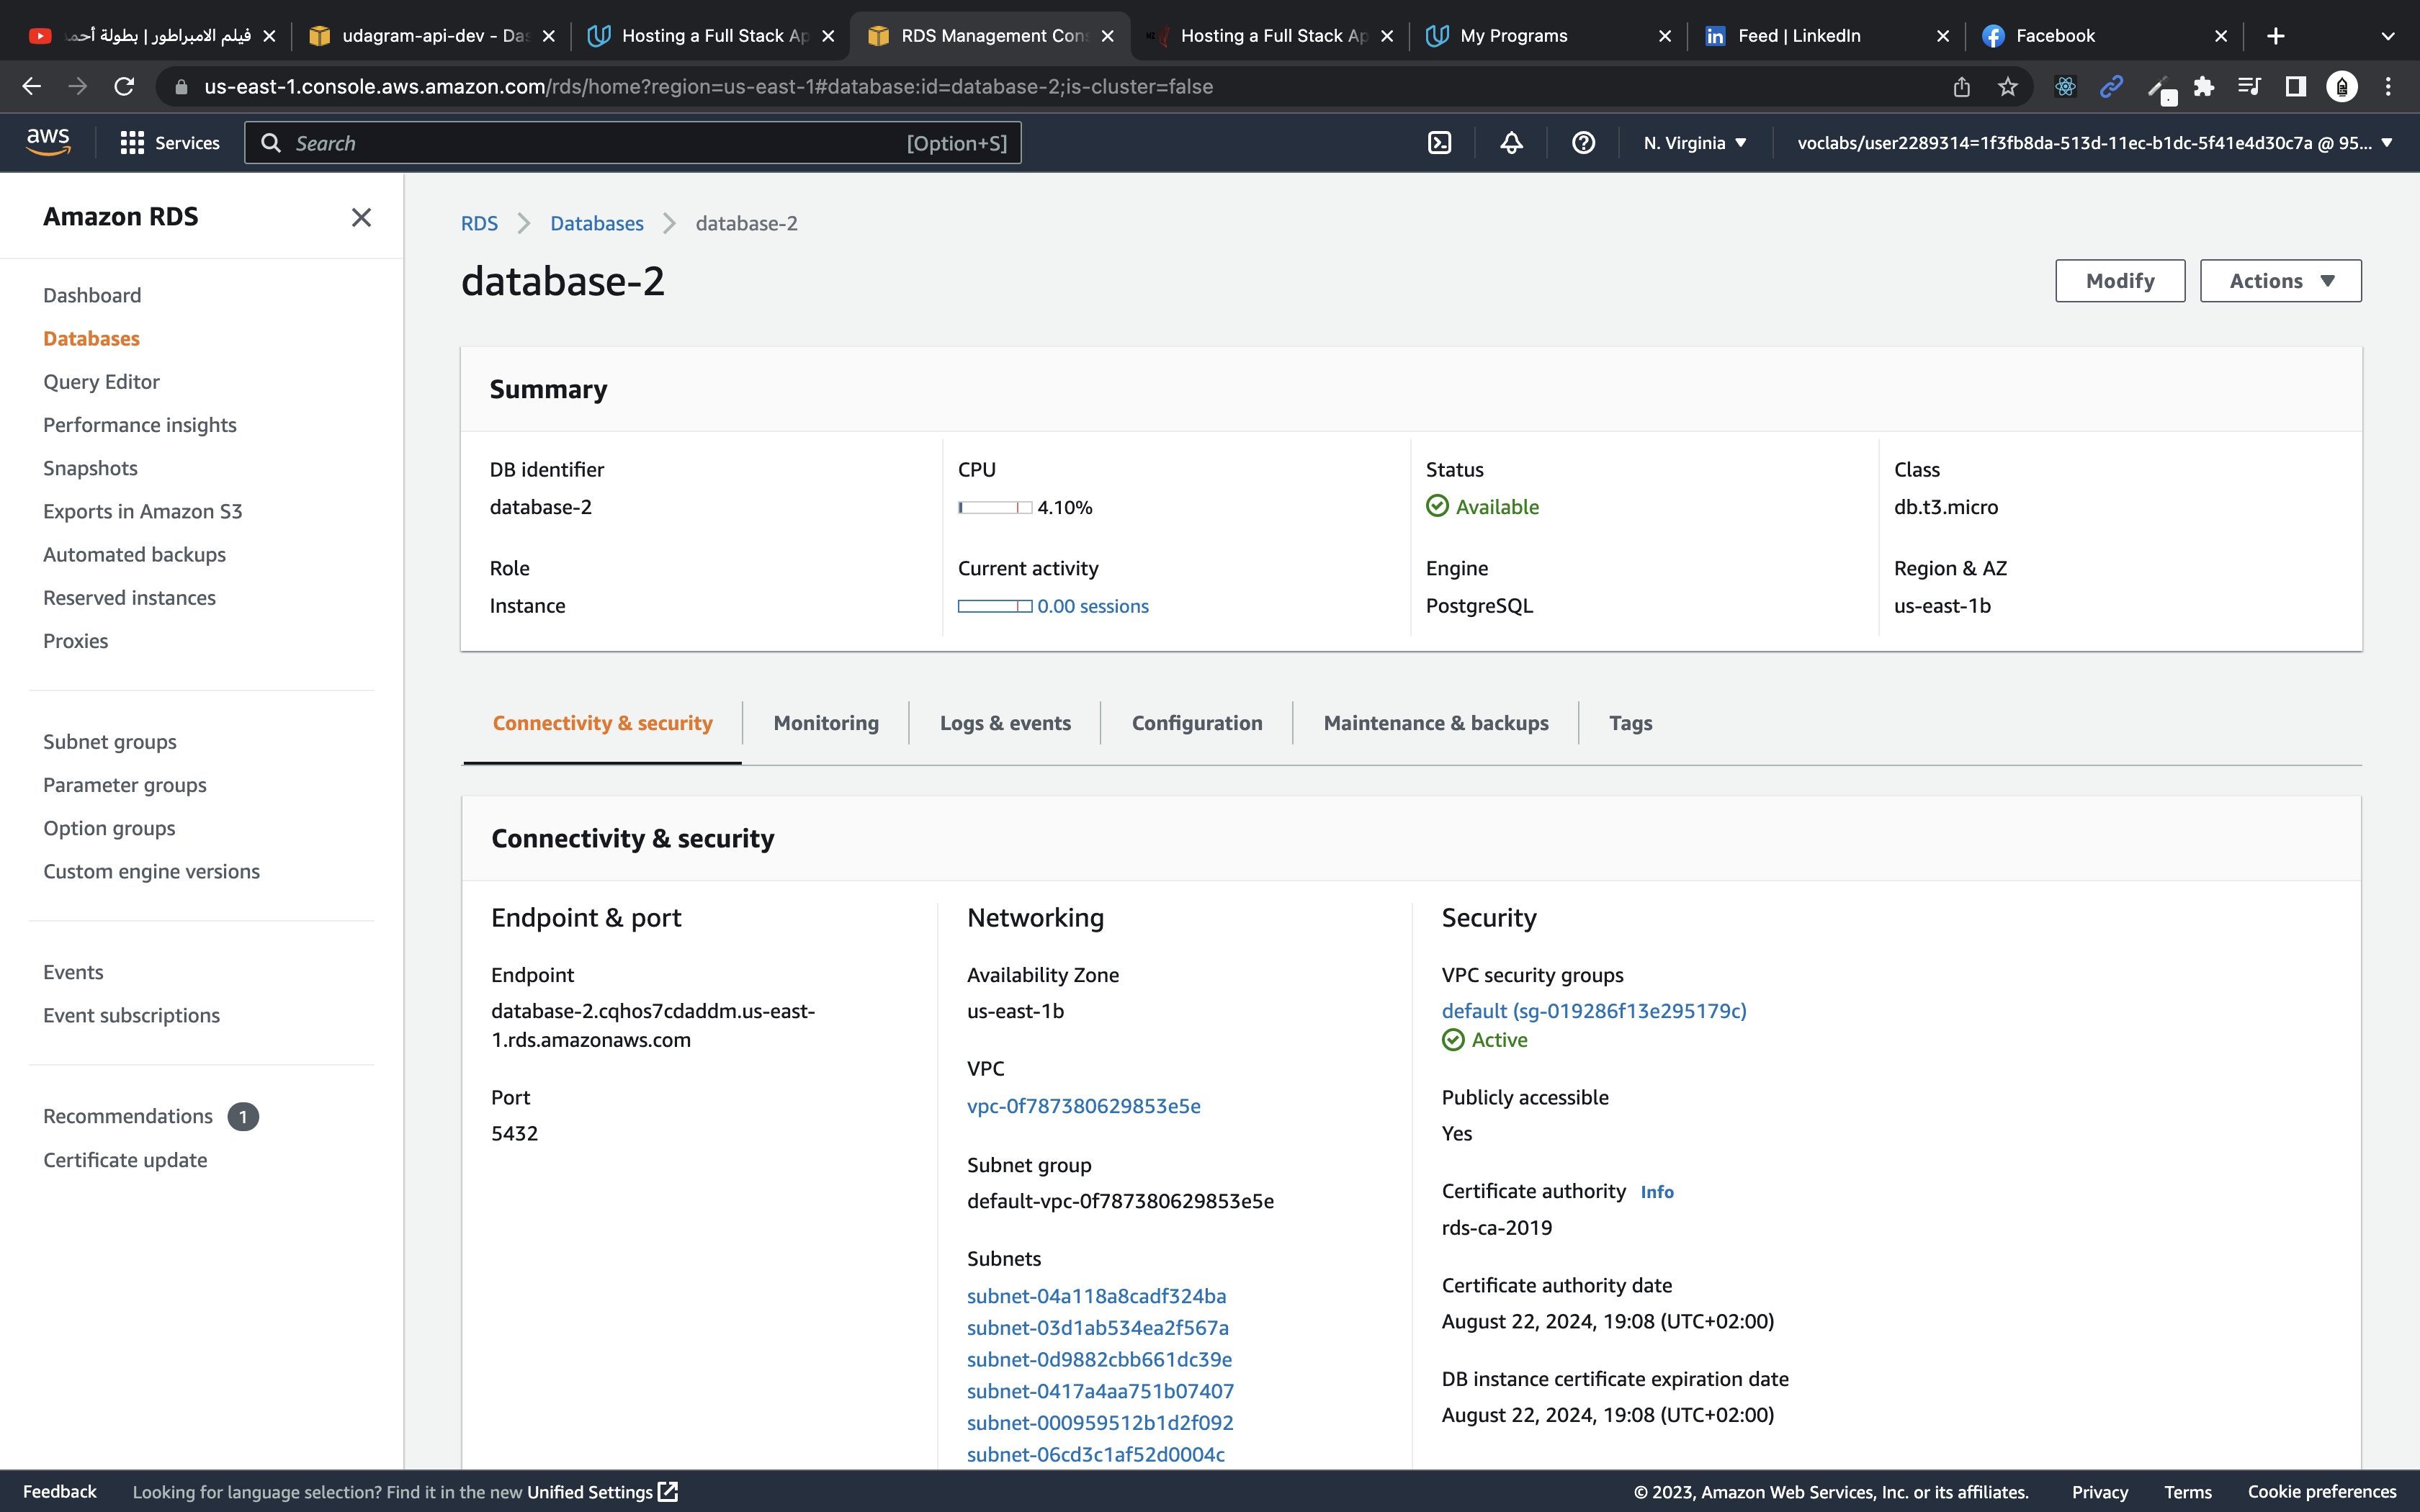 فيلم الامبراطور | بطولة أحمد
udagram-api-dev - Das
Hosting a Full Stack Ap
RDS Management Cons
Hosting a Full Stack Ap
My Programs
Feed | LinkedIn
Facebook
us-east-1.console.aws.amazon.com/rds/home?region=us-east-1#database:id=database-2;is-cluster=false
aws
Services
Search
[Option+S]
N. Virginia
voclabs/user2289314=1f3fb8da-513d-11ec-b1dc-5f41e4d30c7a @ 95...
Amazon RDS
Dashboard
Databases
Query Editor
Performance insights
Snapshots
Exports in Amazon S3
Automated backups
Reserved instances
Proxies
Subnet groups
Parameter groups
Option groups
Custom engine versions
Events
Event subscriptions
Recommendations 1
Certificate update
RDS > Databases > database-2
database-2
Modify
Actions
Summary
DB identifier
database-2
CPU
4.10%
Status
Available
Class
db.t3.micro
Role
Instance
Current activity
0.00 sessions
Engine
PostgreSQL
Region & AZ
us-east-1b
Connectivity & security
Monitoring
Logs & events
Configuration
Maintenance & backups
Tags
Connectivity & security
Endpoint & port
Endpoint
database-2.cqhos7cdaddm.us-east-
1.rds.amazonaws.com
Port
5432
Networking
Availability Zone
us-east-1b
VPC
vpc-0f787380629853e5e
Subnet group
default-vpc-0f787380629853e5e
Subnets
subnet-04a118a8cadf324ba
subnet-03d1ab534ea2f567a
subnet-0d9882cbb661dc39e
subnet-0417a4aa751b07407
subnet-000959512b1d2f092
subnet-06cd3c1af52d0004c
Security
VPC security groups
default (sg-019286f13e295179c)
Active
Publicly accessible
Yes
Certificate authority Info
rds-ca-2019
Certificate authority date
August 22, 2024, 19:08 (UTC+02:00)
DB instance certificate expiration date
August 22, 2024, 19:08 (UTC+02:00)
Feedback
Looking for language selection? Find it in the new Unified Settings
© 2023, Amazon Web Services, Inc. or its affiliates.
Privacy
Terms
Cookie preferences